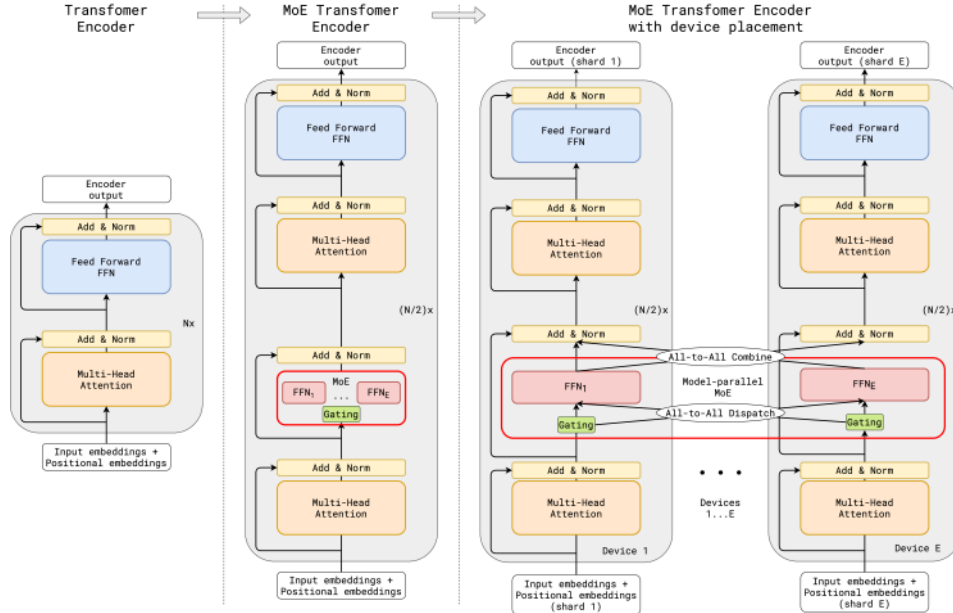 Transfomer
Encoder
Encoder
output
Add & Norm
Feed Forward
FFN
Nx
Add & Norm
Multi-Head
Attention
Input embeddings +
Positional embeddings
MoE Transfomer
Encoder
Encoder
output
Add & Norm
Feed Forward
FFN
Add & Norm
Multi-Head
Attention
(N/2)x
Add & Norm
MoE
FFN1
...
FFNE
Gating
Add & Norm
Multi-Head
Attention
Input embeddings +
Positional embeddings
MoE Transfomer Encoder
with device placement
Encoder
output (shard 1)
Add & Norm
Feed Forward
FFN
Add & Norm
Multi-Head
Attention
(N/2)x
Add & Norm
All-to-All Combine
FFN1
Model-parallel
MoE
All-to-All Dispatch
Gating
Add & Norm
Multi-Head
Attention
Device 1
Input embeddings +
Positional embeddings
(shard 1)
Devices
1...E
Encoder
output (shard E)
Add & Norm
Feed Forward
FFN
Add & Norm
Multi-Head
Attention
(N/2)x
Add & Norm
FFNE
Gating
Add & Norm
Multi-Head
Attention
Device E
Input embeddings +
Positional embeddings
(shard E)